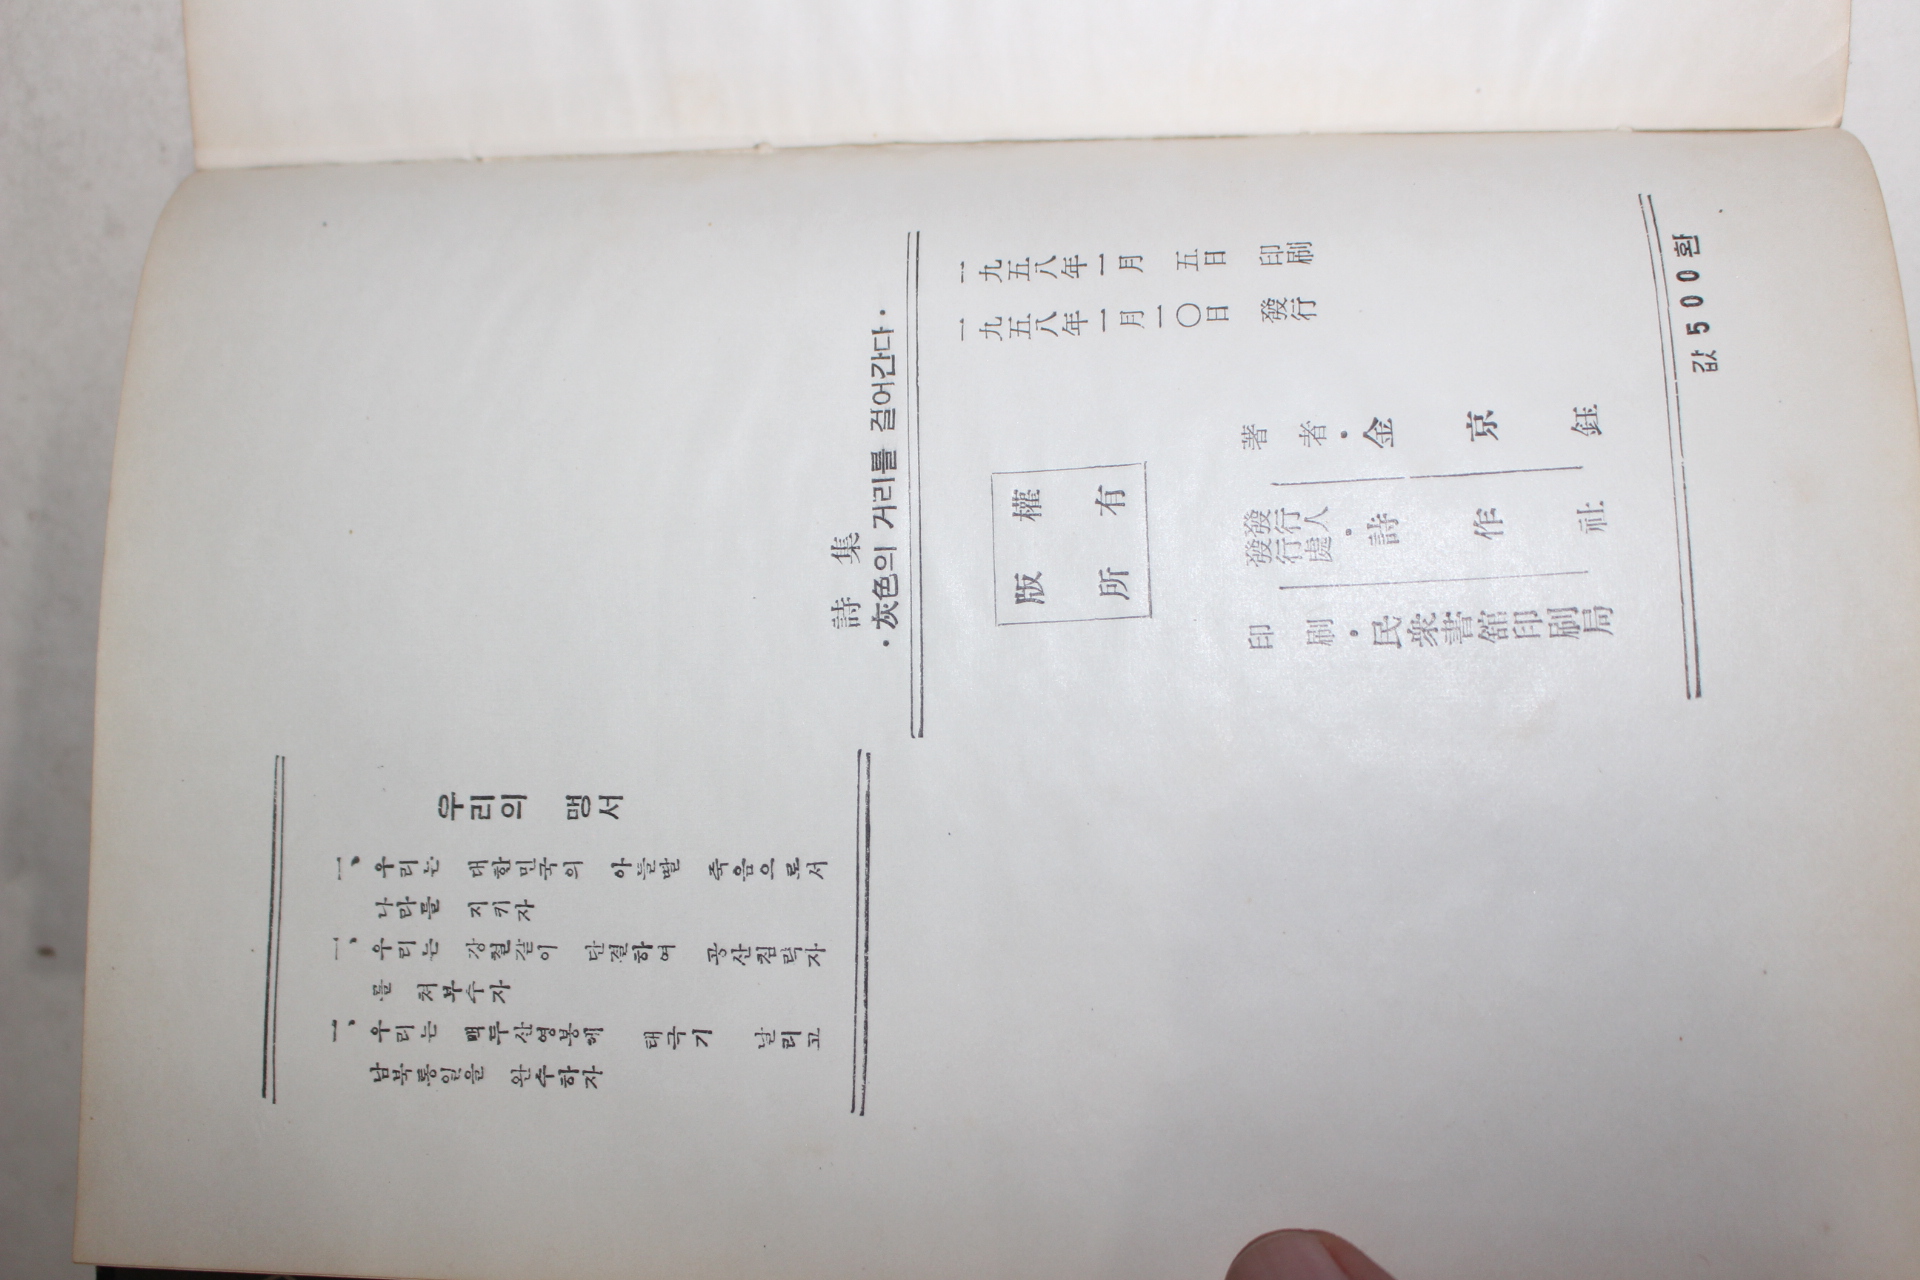 詩集
·灰色의 거리를 걸어간다·
一九五八年一月 五日 印刷
一九五八年一月一〇日 發行
版權
所有
著者·金京鈺
發行人
發行處·詩作社
印刷·民衆書舘印刷局
값 500환
우리의 맹서
一、우리는 대한민국의 아들딸 죽음으로서
나라를 지키자
一、우리는 강철같이 단결하여 공산침략자
를 쳐부수자
一、우리는 백두산영봉에 태극기 날리고
남북통일을 완수하자